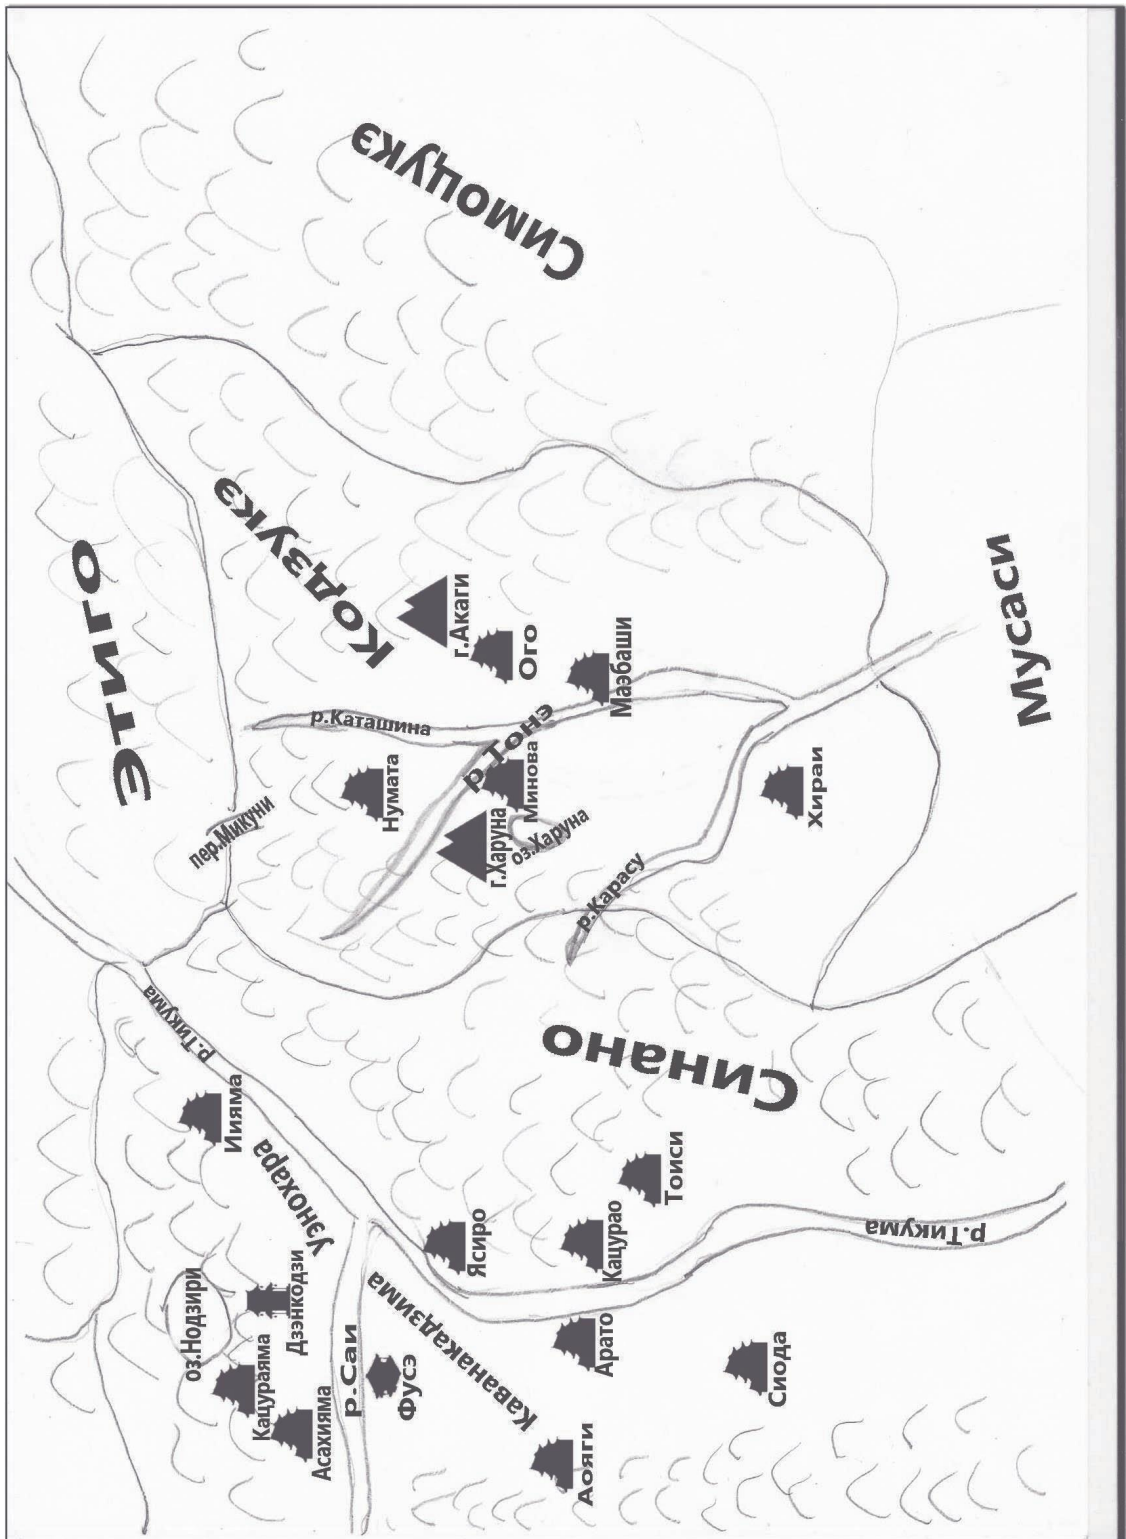 Этиго
Симоцукэ
Кодзукэ
Мусаси
Синано
г.Акаги
Ого
Маэбаши
р.Каташина
р.Тонэ
Нумата
Минова
г.Харуна
оз.Харуна
Хираи
пер.Микуни
р.Карасу
р.Тикума
Иияма
Уэнохара
Тоиси
Ясиро
Кацурао
р.Тикума
оз.Нодзири
Дзэнкодзи
Каванакадзима
Арато
Сиода
Кацураяма
Асахияма
р.Саи
Фусэ
Аояги